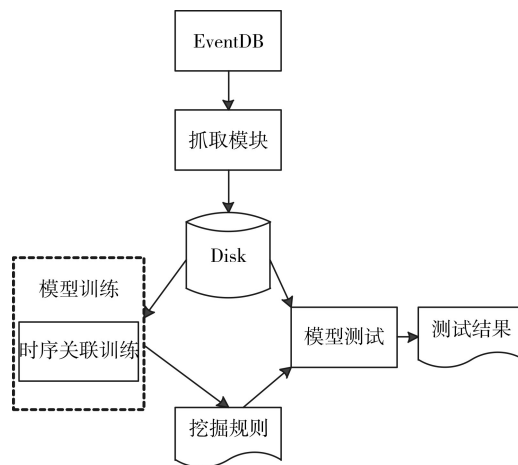 EventDB
抓取模块
Disk
模型训练
时序关联训练
模型测试
测试结果
挖掘规则